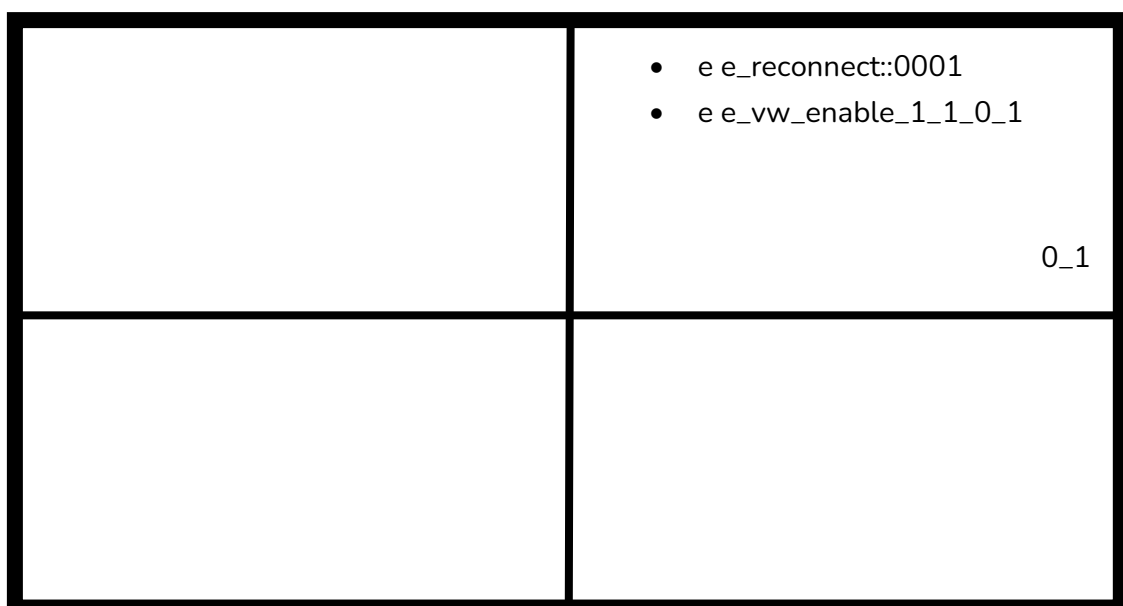 • e e_reconnect::0001
• e e_vw_enable_1_1_0_1
0_1